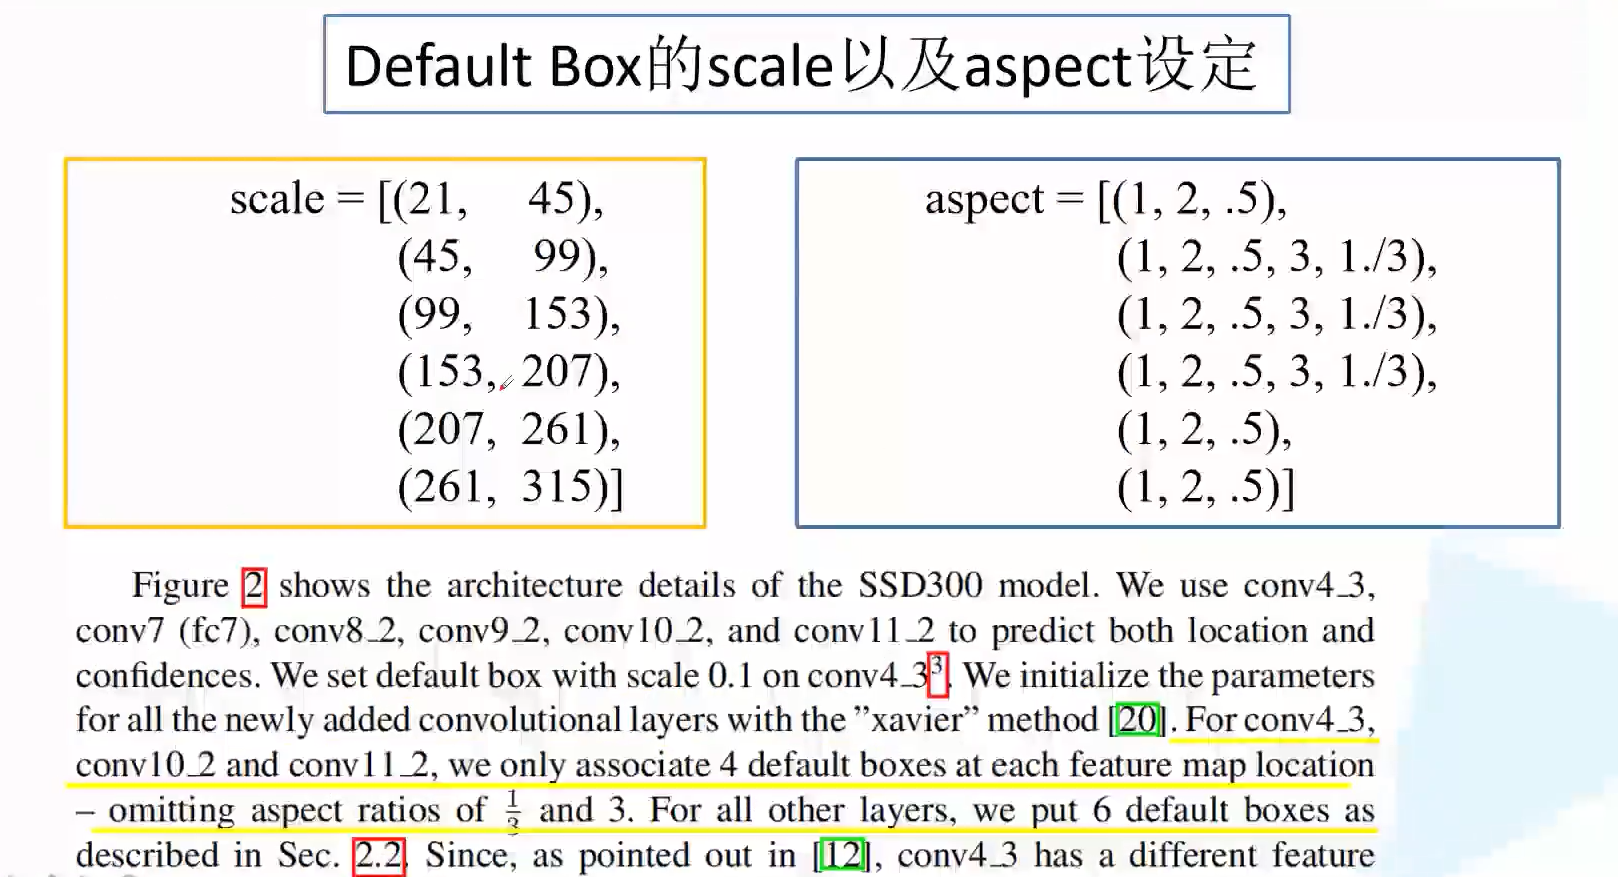 Default Box的scale以及aspect设定
scale = [(21, 45),
(45, 99),
(99, 153),
(153, 207),
(207, 261),
(261, 315)]
aspect = [(1, 2, .5),
(1, 2, .5, 3, 1./3),
(1, 2, .5, 3, 1./3),
(1, 2, .5, 3, 1./3),
(1, 2, .5),
(1, 2, .5)]
Figure 2 shows the architecture details of the SSD300 model. We use conv4_3,
conv7 (fc7), conv8_2, conv9_2, conv10_2, and conv11_2 to predict both location and
confidences. We set default box with scale 0.1 on conv4_3³. We initialize the parameters
for all the newly added convolutional layers with the ”xavier” method [20]. For conv4_3,
conv10_2 and conv11_2, we only associate 4 default boxes at each feature map location
– omitting aspect ratios of 1/3 and 3. For all other layers, we put 6 default boxes as
described in Sec. 2.2. Since, as pointed out in [12], conv4_3 has a different feature